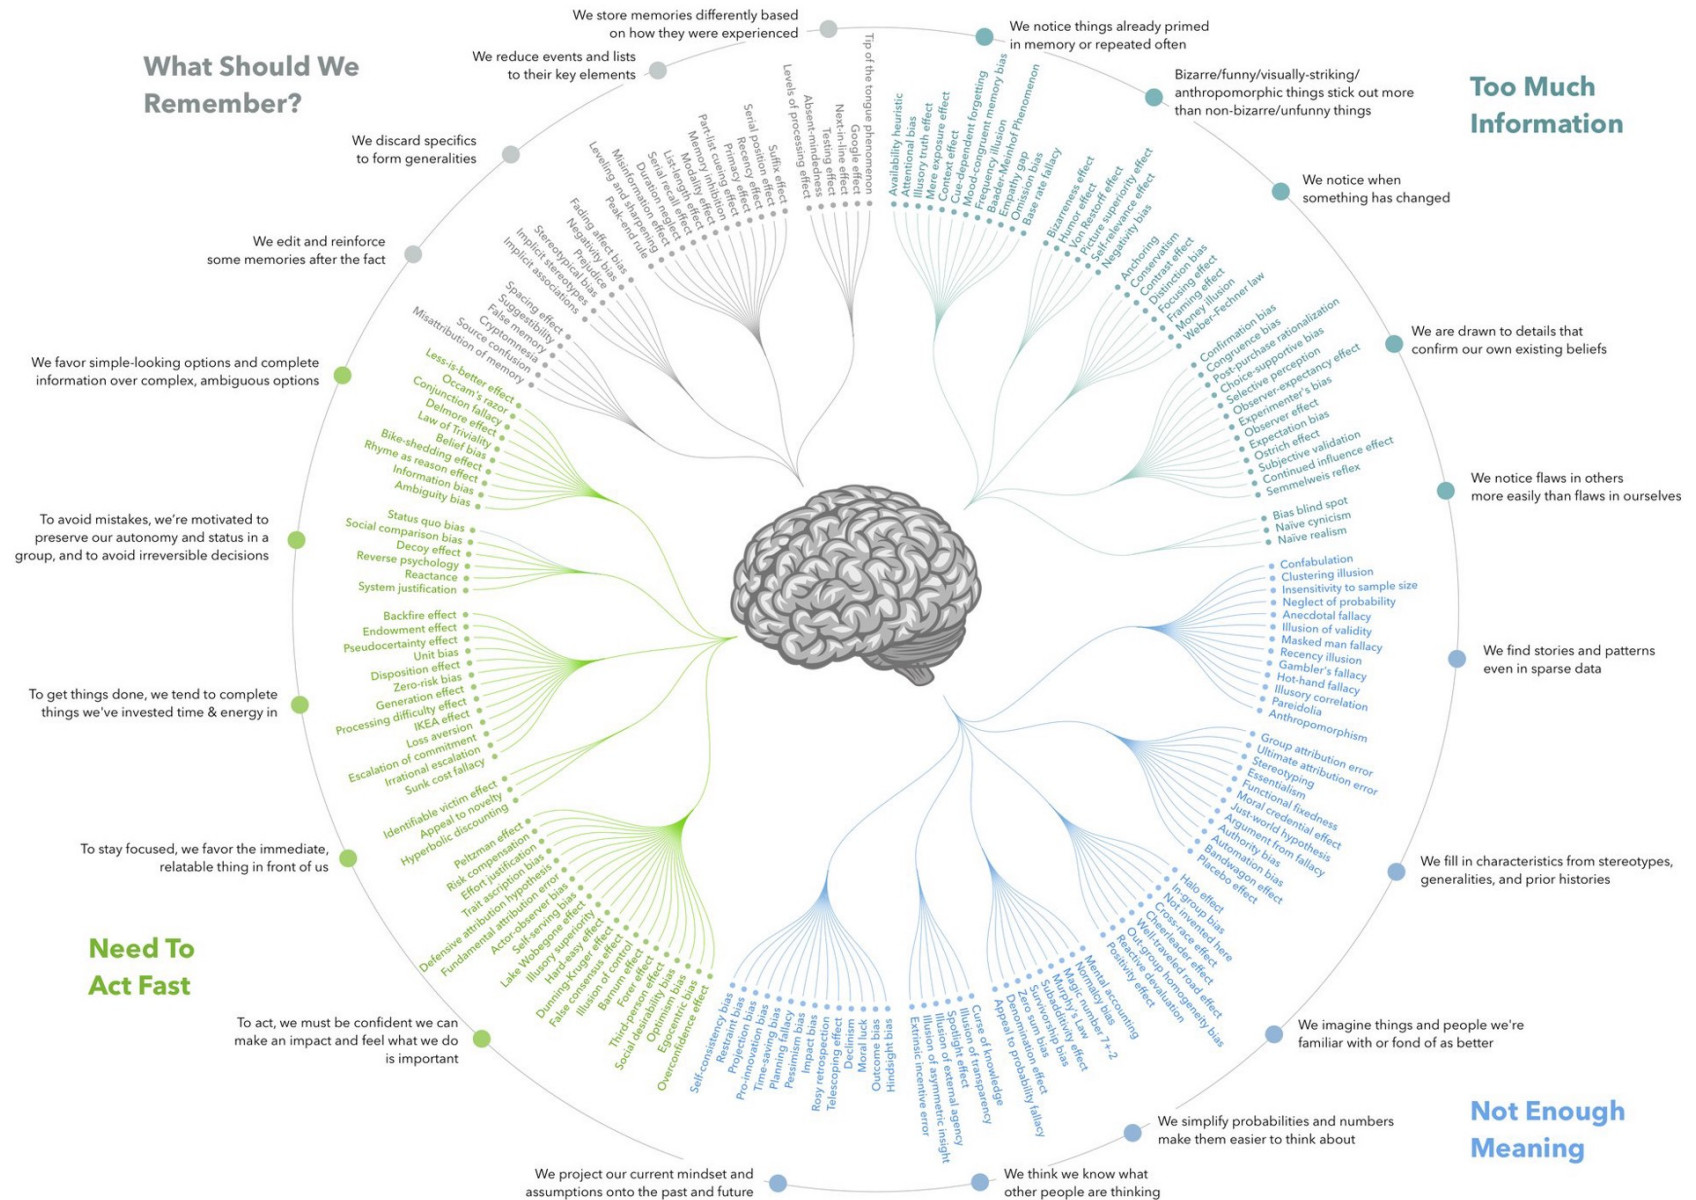 What Should We
Remember?
We store memories differently based
on how they were experienced
We reduce events and lists
to their key elements
We discard specifics
to form generalities
We edit and reinforce
some memories after the fact
Tip of the tongue phenomenon
Google effect
Next-in-line effect
Testing effect
Absent-mindedness
Levels of processing effect
Suffix effect
Serial position effect
Recency effect
Primacy effect
Part-list cueing effect
Memory inhibition
Modality effect
List-length effect
Serial recall effect
Duration neglect
Misinformation effect
Leveling and sharpening
Peak-end rule
Fading affect bias
Negativity bias
Prejudice
Stereotypical bias
Implicit stereotypes
Implicit associations
Spacing effect
Suggestibility
False memory
Cryptomnesia
Source confusion
Misattribution of memory
Too Much
Information
We notice things already primed
in memory or repeated often
Bizarre/funny/visually-striking/
anthropomorphic things stick out more
than non-bizarre/unfunny things
We notice when
something has changed
We are drawn to details that
confirm our own existing beliefs
We notice flaws in others
more easily than flaws in ourselves
Availability heuristic
Attentional bias
Illusory truth effect
Mere exposure effect
Context effect
Cue-dependent forgetting
Mood-congruent memory bias
Frequency illusion
Baader-Meinhof Phenomenon
Empathy gap
Omission bias
Base rate fallacy
Bizarreness effect
Humor effect
Von Restorff effect
Picture superiority effect
Self-relevance effect
Negativity bias
Anchoring
Conservatism
Contrast effect
Distinction bias
Focusing effect
Framing effect
Money illusion
Weber–Fechner law
Confirmation bias
Congruence bias
Post-purchase rationalization
Choice-supportive bias
Selective perception
Observer-expectancy effect
Experimenter's bias
Observer effect
Expectation bias
Ostrich effect
Subjective validation
Continued influence effect
Semmelweis reflex
Bias blind spot
Naïve cynicism
Naïve realism
We find stories and patterns
even in sparse data
We fill in characteristics from stereotypes,
generalities, and prior histories
We imagine things and people we're
familiar with or fond of as better
We simplify probabilities and numbers
make them easier to think about
We think we know what
other people are thinking
We project our current mindset and
assumptions onto the past and future
Not Enough
Meaning
Confabulation
Clustering illusion
Insensitivity to sample size
Neglect of probability
Anecdotal fallacy
Illusion of validity
Masked man fallacy
Recency illusion
Gambler's fallacy
Hot-hand fallacy
Illusory correlation
Pareidolia
Anthropomorphism
Group attribution error
Ultimate attribution error
Stereotyping
Essentialism
Functional fixedness
Moral credential effect
Just-world hypothesis
Argument from fallacy
Authority bias
Automation bias
Bandwagon effect
Placebo effect
Halo effect
In-group bias
Not invented here
Cross-race effect
Cheerleader effect
Well-traveled road effect
Out-group homogeneity bias
Reactive devaluation
Positivity effect
Mental accounting
Normalcy bias
Magic number 7+-2
Murphy's Law
Subadditivity effect
Survivorship bias
Zero sum bias
Denomination effect
Appeal to probability fallacy
Curse of knowledge
Illusion of transparency
Spotlight effect
Illusion of external agency
Illusion of asymmetric insight
Extrinsic incentive error
Hindsight bias
Outcome bias
Moral luck
Declinism
Telescoping effect
Rosy retrospection
Impact bias
Pessimism bias
Planning fallacy
Time-saving bias
Pro-innovation bias
Projection bias
Restraint bias
Self-consistency bias
We favor simple-looking options and complete
information over complex, ambiguous options
To avoid mistakes, we're motivated to
preserve our autonomy and status in a
group, and to avoid irreversible decisions
To get things done, we tend to complete
things we've invested time & energy in
To stay focused, we favor the immediate,
relatable thing in front of us
Need To
Act Fast
To act, we must be confident we can
make an impact and feel what we do
is important
Less-is-better effect
Occam's razor
Conjunction fallacy
Delmore effect
Law of Triviality
Belief bias
Bike-shedding effect
Rhyme as reason effect
Information bias
Ambiguity bias
Status quo bias
Social comparison bias
Decoy effect
Reverse psychology
Reactance
System justification
Backfire effect
Endowment effect
Pseudocertainty effect
Unit bias
Disposition effect
Zero-risk bias
Generation effect
Processing difficulty effect
IKEA effect
Loss aversion
Escalation of commitment
Irrational escalation
Sunk cost fallacy
Identifiable victim effect
Appeal to novelty
Hyperbolic discounting
Peltzman effect
Risk compensation
Effort justification
Trait ascription bias
Defensive attribution hypothesis
Fundamental attribution error
Actor-observer bias
Self-serving bias
Lake Wobegone effect
Illusory superiority
Hard-easy effect
Dunning-Kruger effect
False consensus effect
Illusion of control
Barnum effect
Forer effect
Third-person effect
Social desirability bias
Optimism bias
Egocentric bias
Overconfidence effect